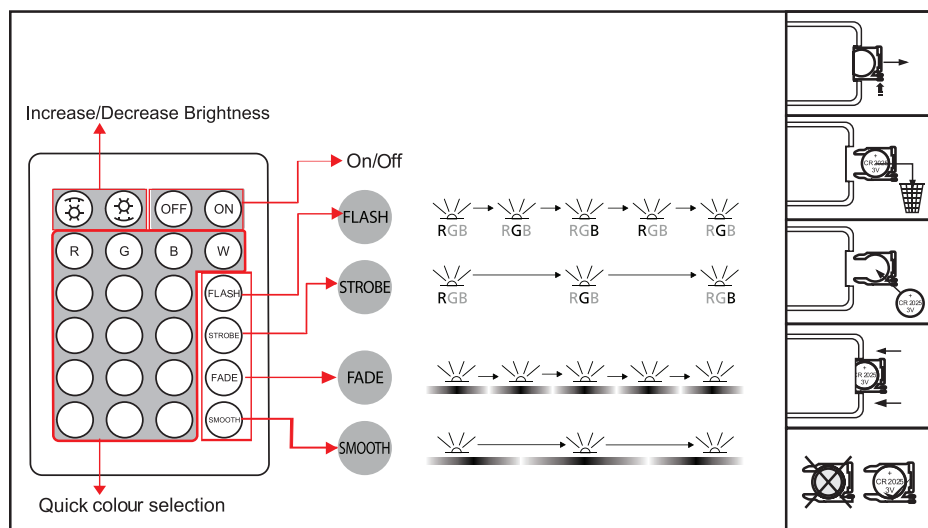 Increase/Decrease Brightness
On/Off
OFF ON
R G B W
FLASH
STROBE
FADE
SMOOTH
Quick colour selection
FLASH
RGB RGB RGB RGB RGB
STROBE
RGB RGB RGB
FADE
SMOOTH
+
CR 2025
3V
+
CR 2025
3V
+
CR 2025
3V
+
CR 2025
3V